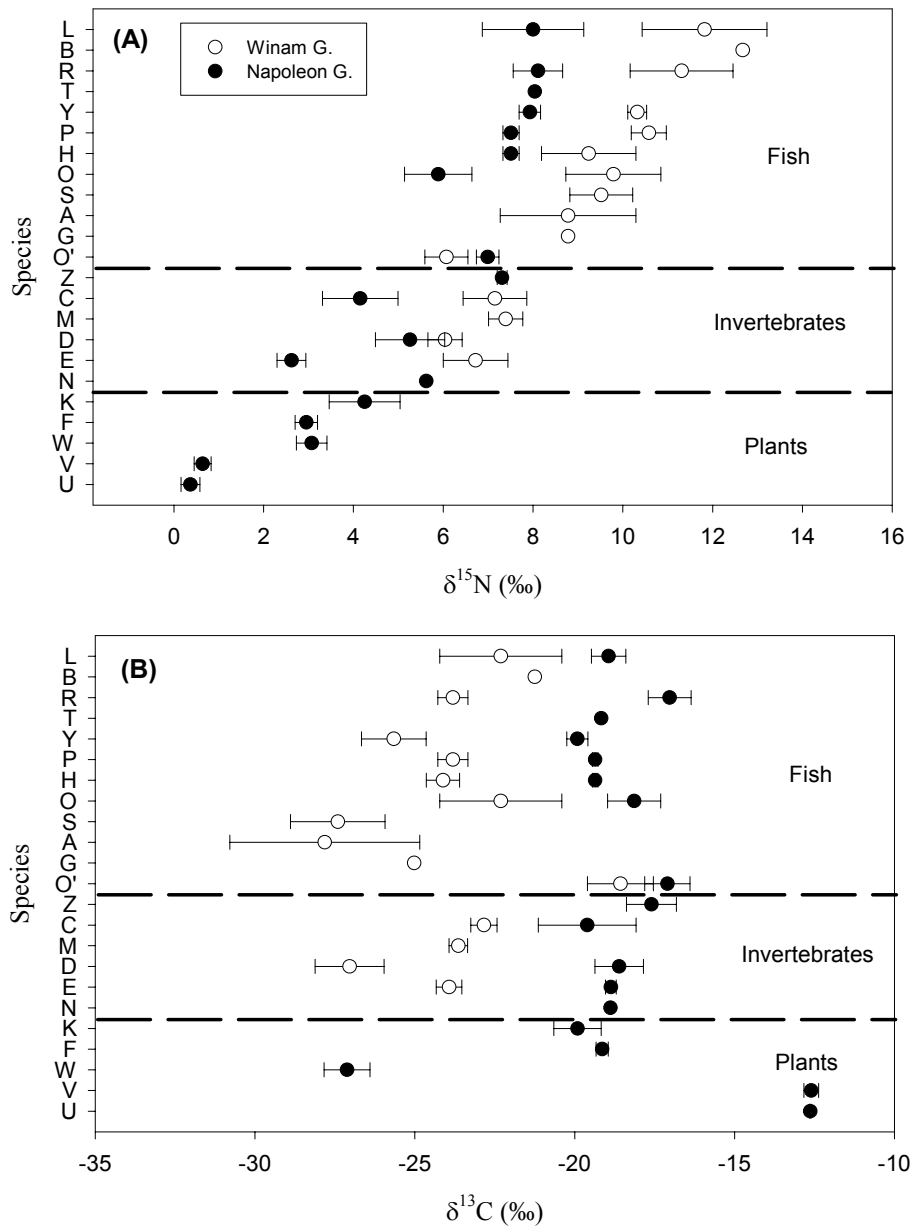 (A)
Winam G.
Napoleon G.
L
B
R
T
Y
P
H
O
S
A
G
O'
Z
C
M
D
E
N
K
F
W
V
U
Species
Fish
Invertebrates
Plants
0 2 4 6 8 10 12 14 16
δ15N (‰)
(B)
L
B
R
T
Y
P
H
O
S
A
G
O'
Z
C
M
D
E
N
K
F
W
V
U
Species
Fish
Invertebrates
Plants
-35 -30 -25 -20 -15 -10
δ13C (‰)